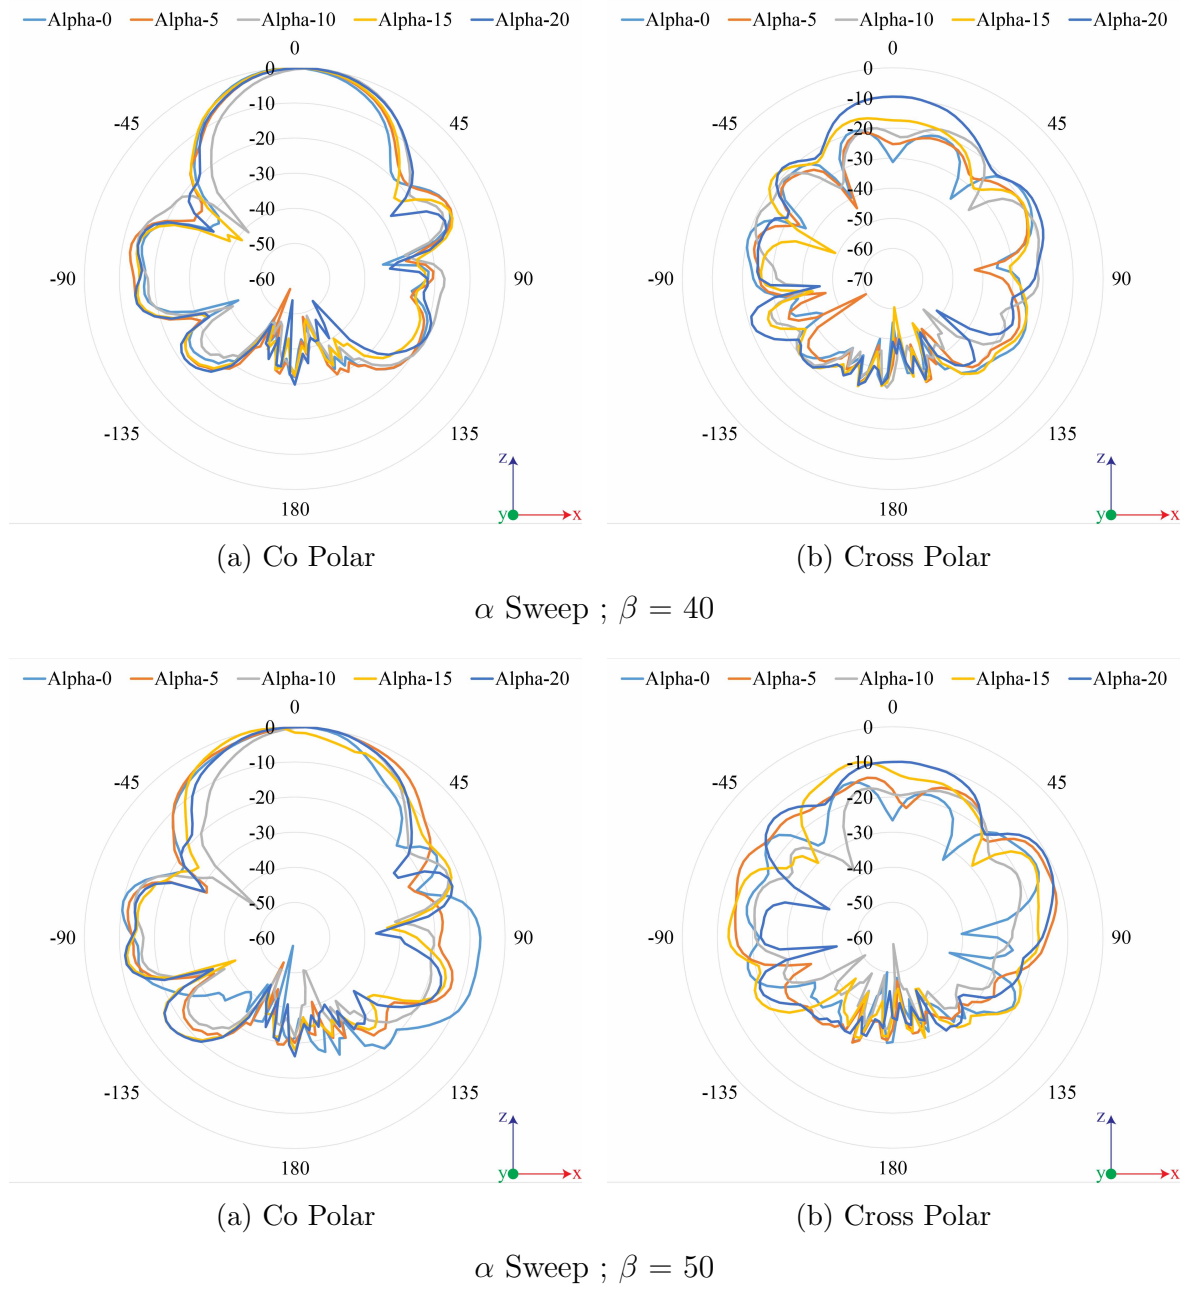 Alpha-0 Alpha-5 Alpha-10 Alpha-15 Alpha-20
0
0
-10
-20
-30
-40
-50
-60
-45
45
-90
90
-135
135
180
z
y
x
(a) Co Polar
Alpha-0 Alpha-5 Alpha-10 Alpha-15 Alpha-20
0
0
-10
-20
-30
-40
-50
-60
-70
-45
45
-90
90
-135
135
180
z
y
x
(b) Cross Polar
α Sweep ; β = 40
Alpha-0 Alpha-5 Alpha-10 Alpha-15 Alpha-20
0
0
-10
-20
-30
-40
-50
-60
-45
45
-90
90
-135
135
180
z
y
x
(a) Co Polar
Alpha-0 Alpha-5 Alpha-10 Alpha-15 Alpha-20
0
0
-10
-20
-30
-40
-50
-60
-45
45
-90
90
-135
135
180
z
y
x
(b) Cross Polar
α Sweep ; β = 50